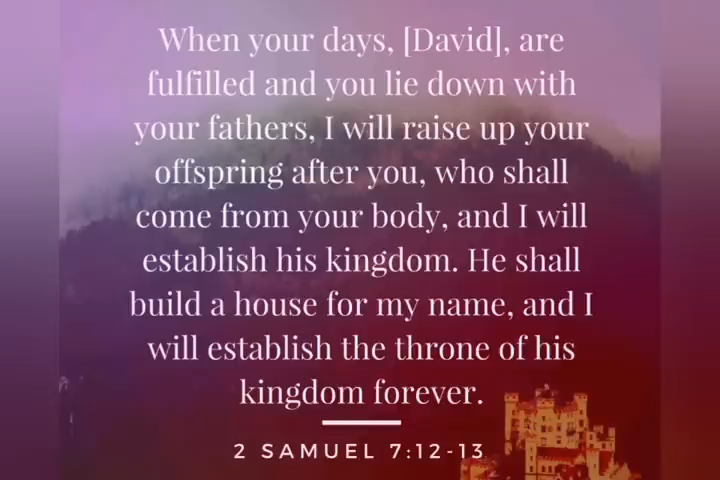 When your days, [David], are
fulfilled and you lie down with
your fathers, I will raise up your
offspring after you, who shall
come from your body, and I will
establish his kingdom. He shall
build a house for my name, and I
will establish the throne of his
kingdom forever.
2 SAMUEL 7:12-13